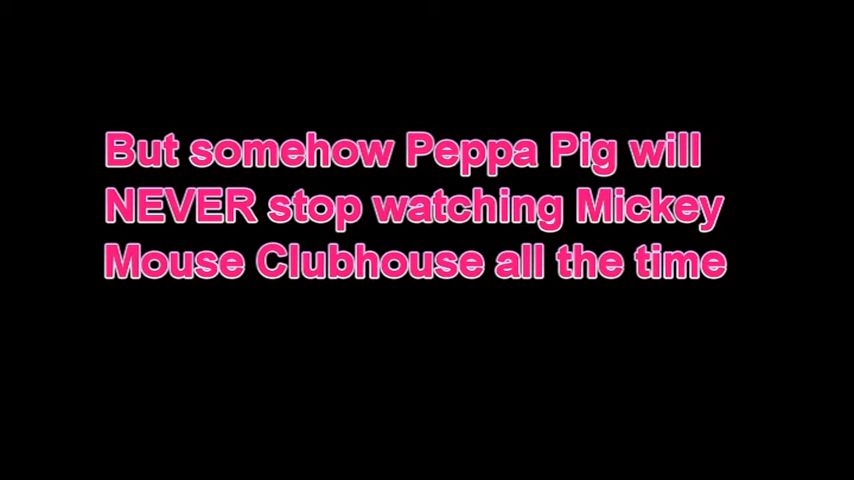 But somehow Peppa Pig will
NEVER stop watching Mickey
Mouse Clubhouse all the time